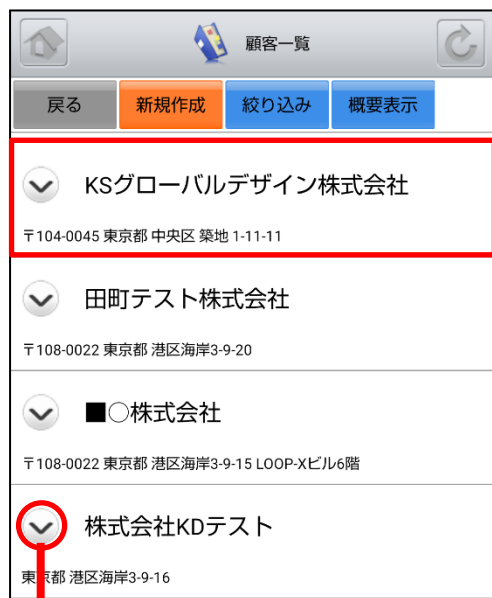 顧客一覧
戻る 新規作成 絞り込み 概要表示
KSグローバルデザイン株式会社
〒104-0045 東京都 中央区 築地 1-11-11
田町テスト株式会社
〒108-0022 東京都 港区海岸3-9-20
■○株式会社
〒108-0022 東京都 港区海岸3-9-15 LOOP-Xビル6階
株式会社KDテスト
東京都 港区海岸3-9-16